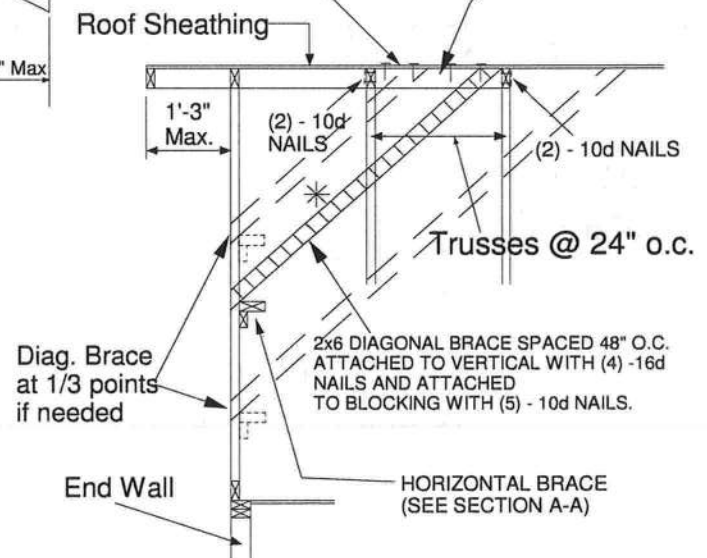 Roof Sheathing
" Max
1'-3"
Max.
(2) - 10d
NAILS
(2) - 10d NAILS
Trusses @ 24" o.c.
2x6 DIAGONAL BRACE SPACED 48" O.C.
ATTACHED TO VERTICAL WITH (4) -16d
NAILS AND ATTACHED
TO BLOCKING WITH (5) - 10d NAILS.
Diag. Brace
at 1/3 points
if needed
End Wall
HORIZONTAL BRACE
(SEE SECTION A-A)